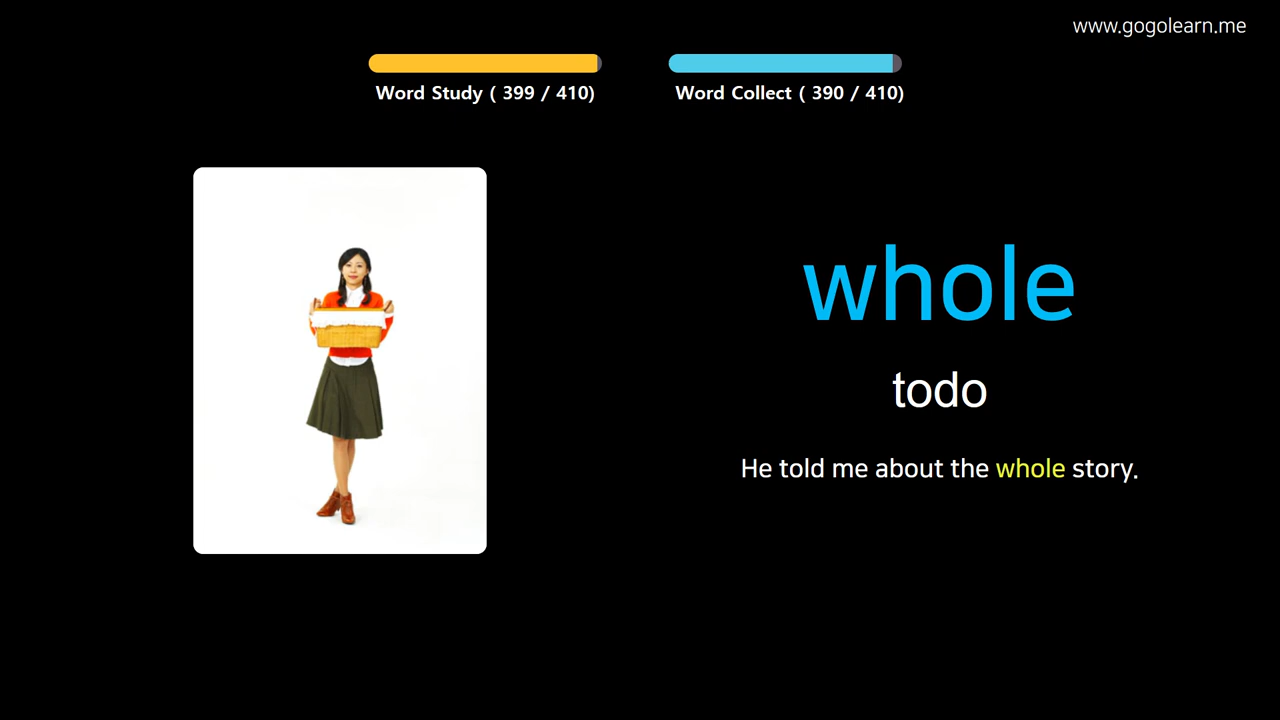 www.gogolearn.me
Word Study ( 399 / 410)
Word Collect ( 390 / 410)
whole
todo
He told me about the whole story.